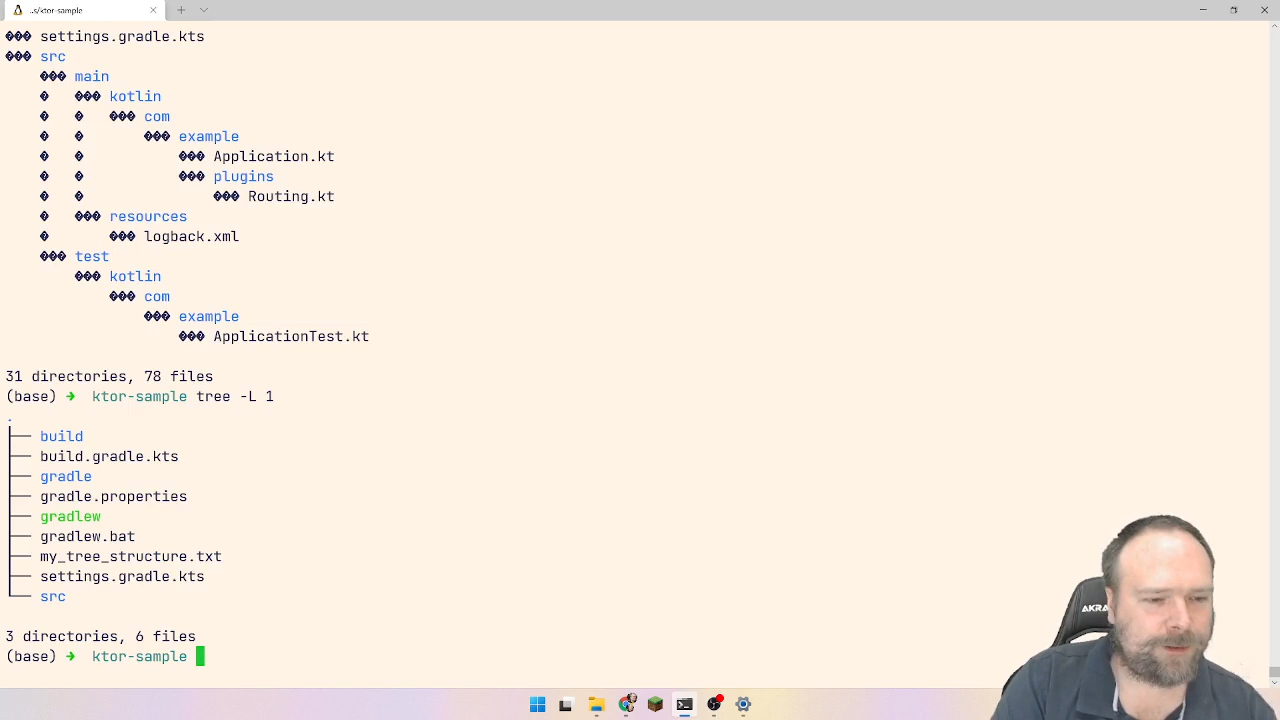 ..s/ktor-sample
��� settings.gradle.kts
��� src
    ��� main
    �   ��� kotlin
    �   �   ��� com
    �   �       ��� example
    �   �           ��� Application.kt
    �   �           ��� plugins
    �   �               ��� Routing.kt
    �   ��� resources
    �       ��� logback.xml
    ��� test
        ��� kotlin
            ��� com
                ��� example
                    ��� ApplicationTest.kt
31 directories, 78 files
(base) → ktor-sample tree -L 1
.
├── build
├── build.gradle.kts
├── gradle
├── gradle.properties
├── gradlew
├── gradlew.bat
├── my_tree_structure.txt
├── settings.gradle.kts
└── src
3 directories, 6 files
(base) → ktor-sample
AKRA